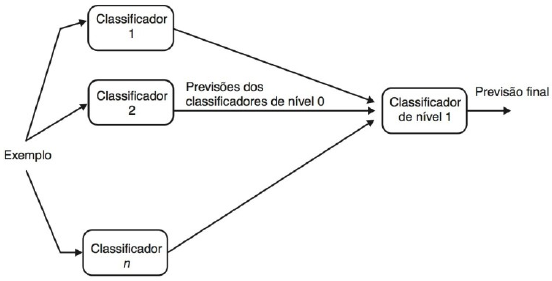 Classificador
1
Previsões dos
classificadores de nível 0
Classificador
2
Classificador
de nível 1
Previsão final
Exemplo
Classificador
n